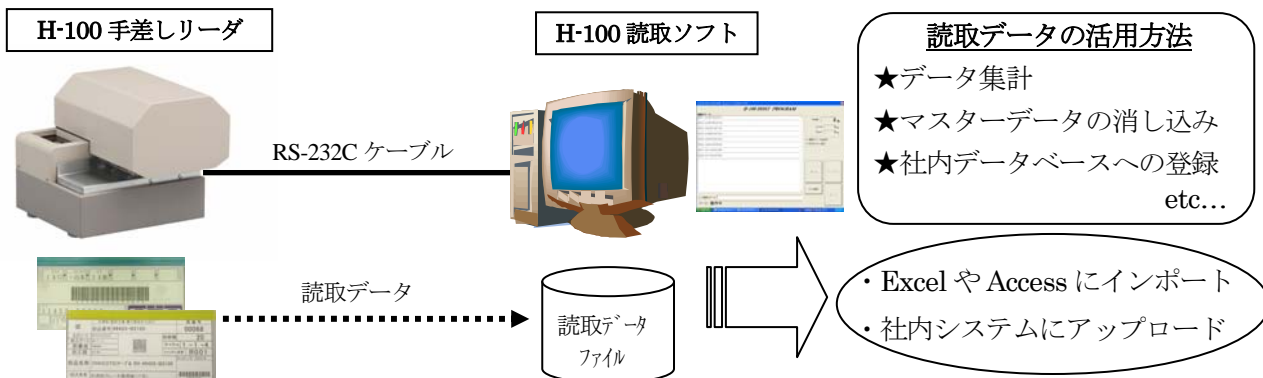 H-100 手差しリーダ
H-100 読取ソフト
読取データの活用方法
★データ集計
★マスターデータの消し込み
★社内データベースへの登録
etc…
RS-232C ケーブル
読取データ
読取ﾃﾞｰﾀ
ﾌｧｲﾙ
・Excel や Access にインポート
・社内システムにアップロード